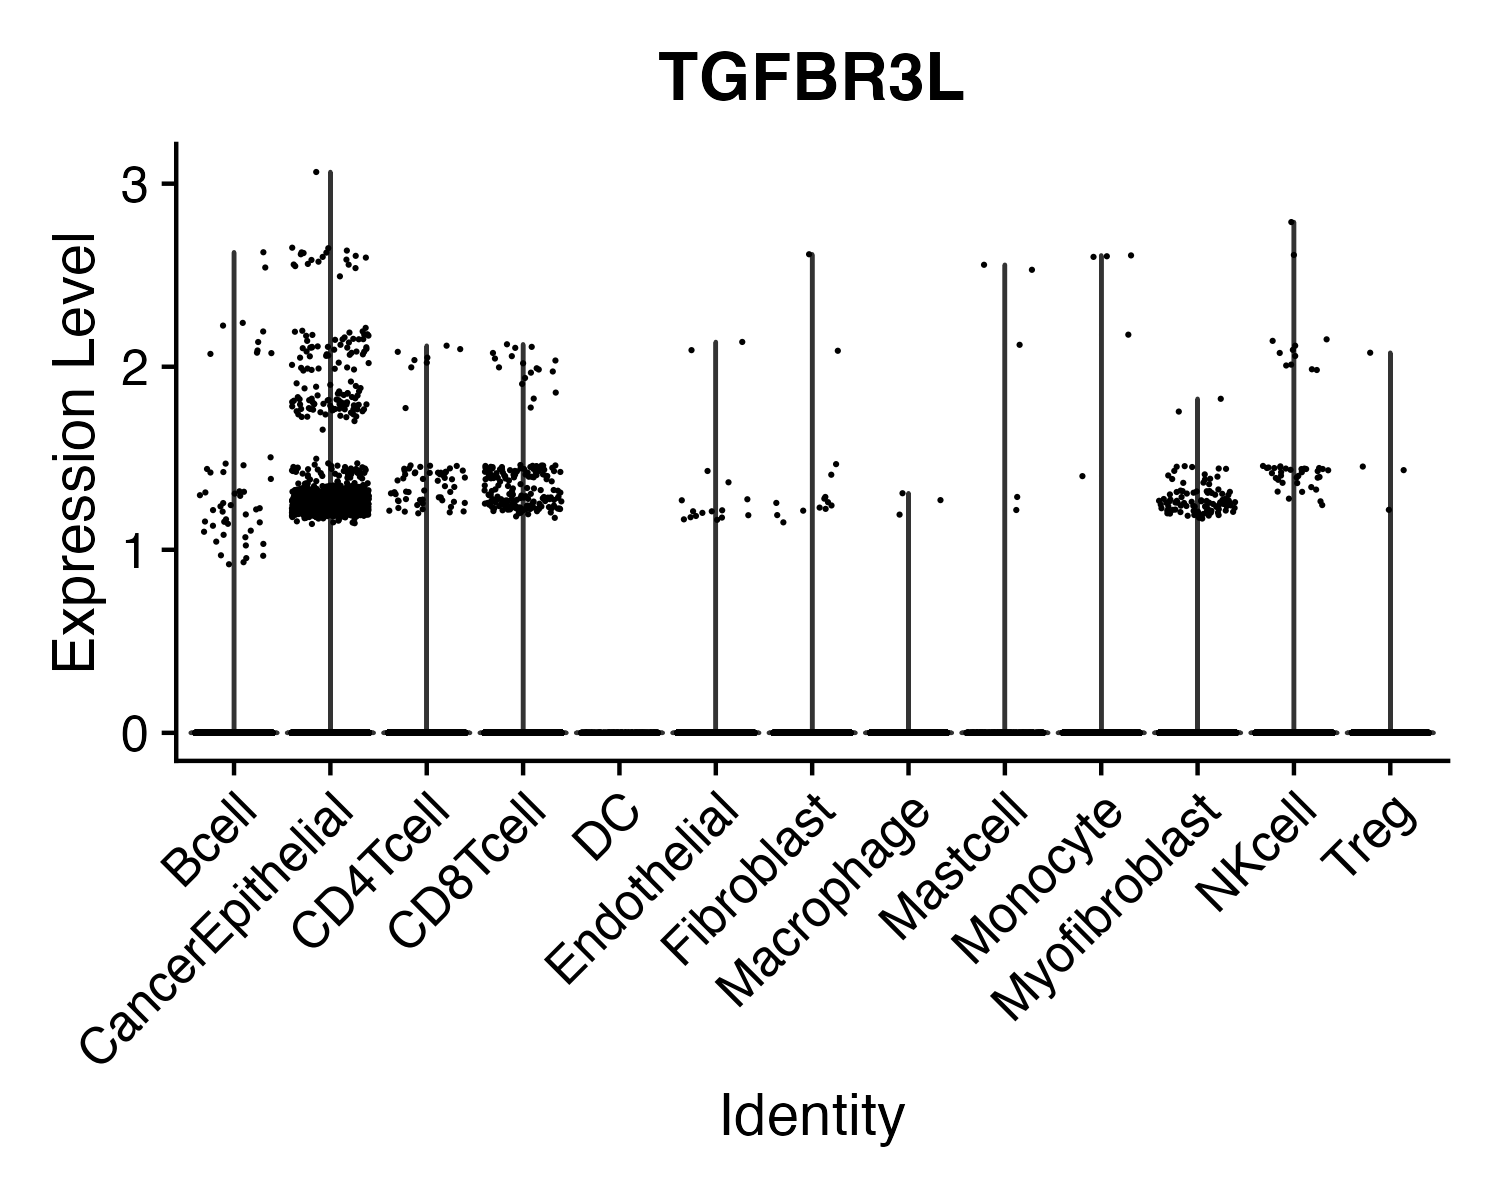 TGFBR3L
Expression Level
3
2
1
0
Bcell
CancerEpithelial
CD4Tcell
CD8Tcell
DC
Endothelial
Fibroblast
Macrophage
Mastcell
Monocyte
Myofibroblast
NKcell
Treg
Identity